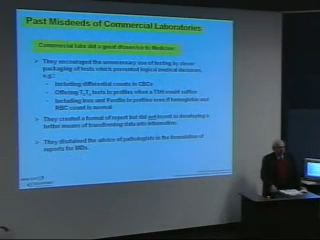 Past Misdeeds of Commercial Laboratories
Commercial labs did a great disservice to Medicine:
They encouraged the unnecessary use of testing by clever
packaging of tests which prevented logical medical decisions,
e.g.:
- Including differential counts in CBCs
- Offering T3T4 tests in profiles when a TSH would suffice
- Including Iron and Ferritin in profiles even if hemoglobin and
RBC count is normal
They created a format of report but did not invest in developing a
better means of transforming data into information.
They disdained the advice of pathologists in the formulation of
reports for MDs.